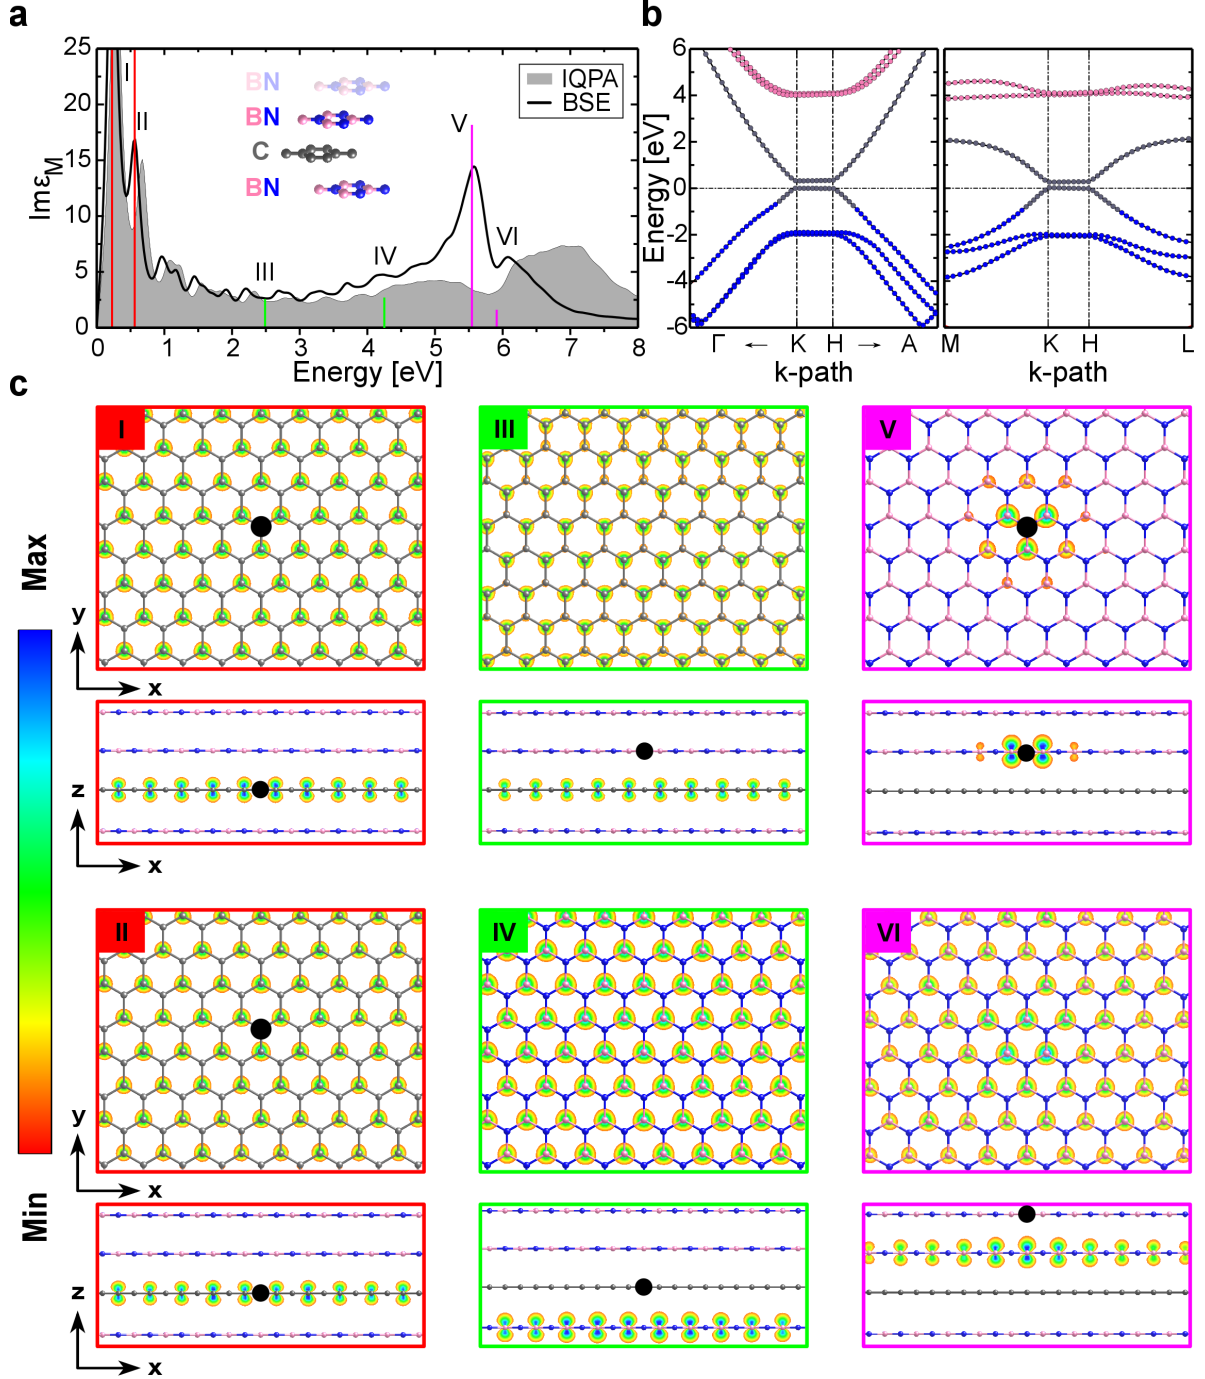 a
25
20
15
10
5
0
Imε_M
0 1 2 3 4 5 6 7 8
Energy [eV]
I
II
III
IV
V
VI
BN
BN
C
BN
IQPA
BSE
b
6
4
2
0
-2
-4
-6
Energy [eV]
Γ ← K H → A
k-path
M K H L
k-path
c
Max
Min
I
III
V
y
x
z
x
II
IV
VI
y
x
z
x